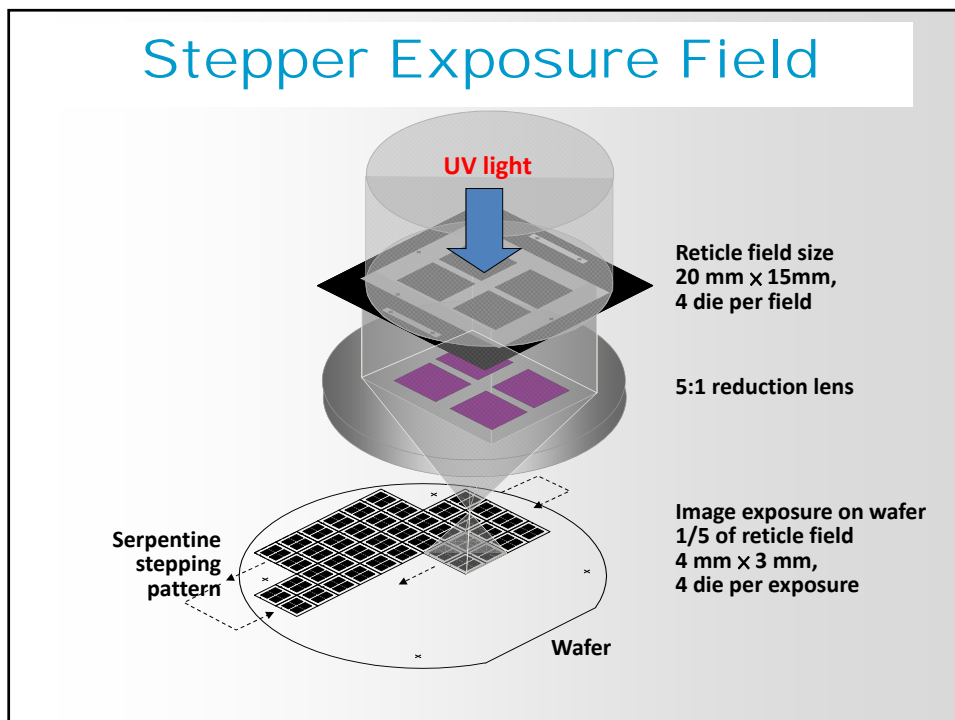 Stepper Exposure Field
UV light
Reticle field size
20 mm × 15mm,
4 die per field
5:1 reduction lens
Image exposure on wafer
1/5 of reticle field
4 mm × 3 mm,
4 die per exposure
Serpentine
stepping
pattern
Wafer